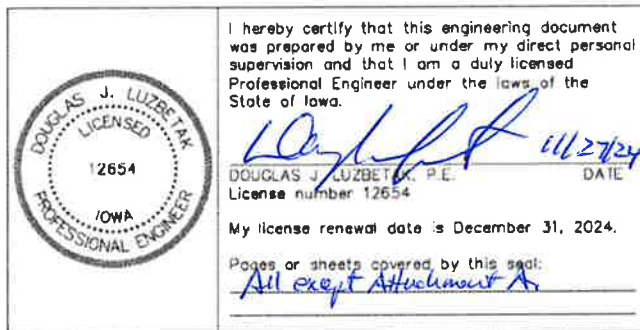 DOUGLAS J. LUZBETAK
LICENSED
12654
IOWA
PROFESSIONAL ENGINEER
I hereby certify that this engineering document
was prepared by me or under my direct personal
supervision and that I am a duly licensed
Professional Engineer under the laws of the
State of Iowa.
11/27/24
DOUGLAS J. LUZBETAK, P.E. DATE
License number 12654
My license renewal date is December 31, 2024.
Pages or sheets covered by this seal:
All except Attachment A.